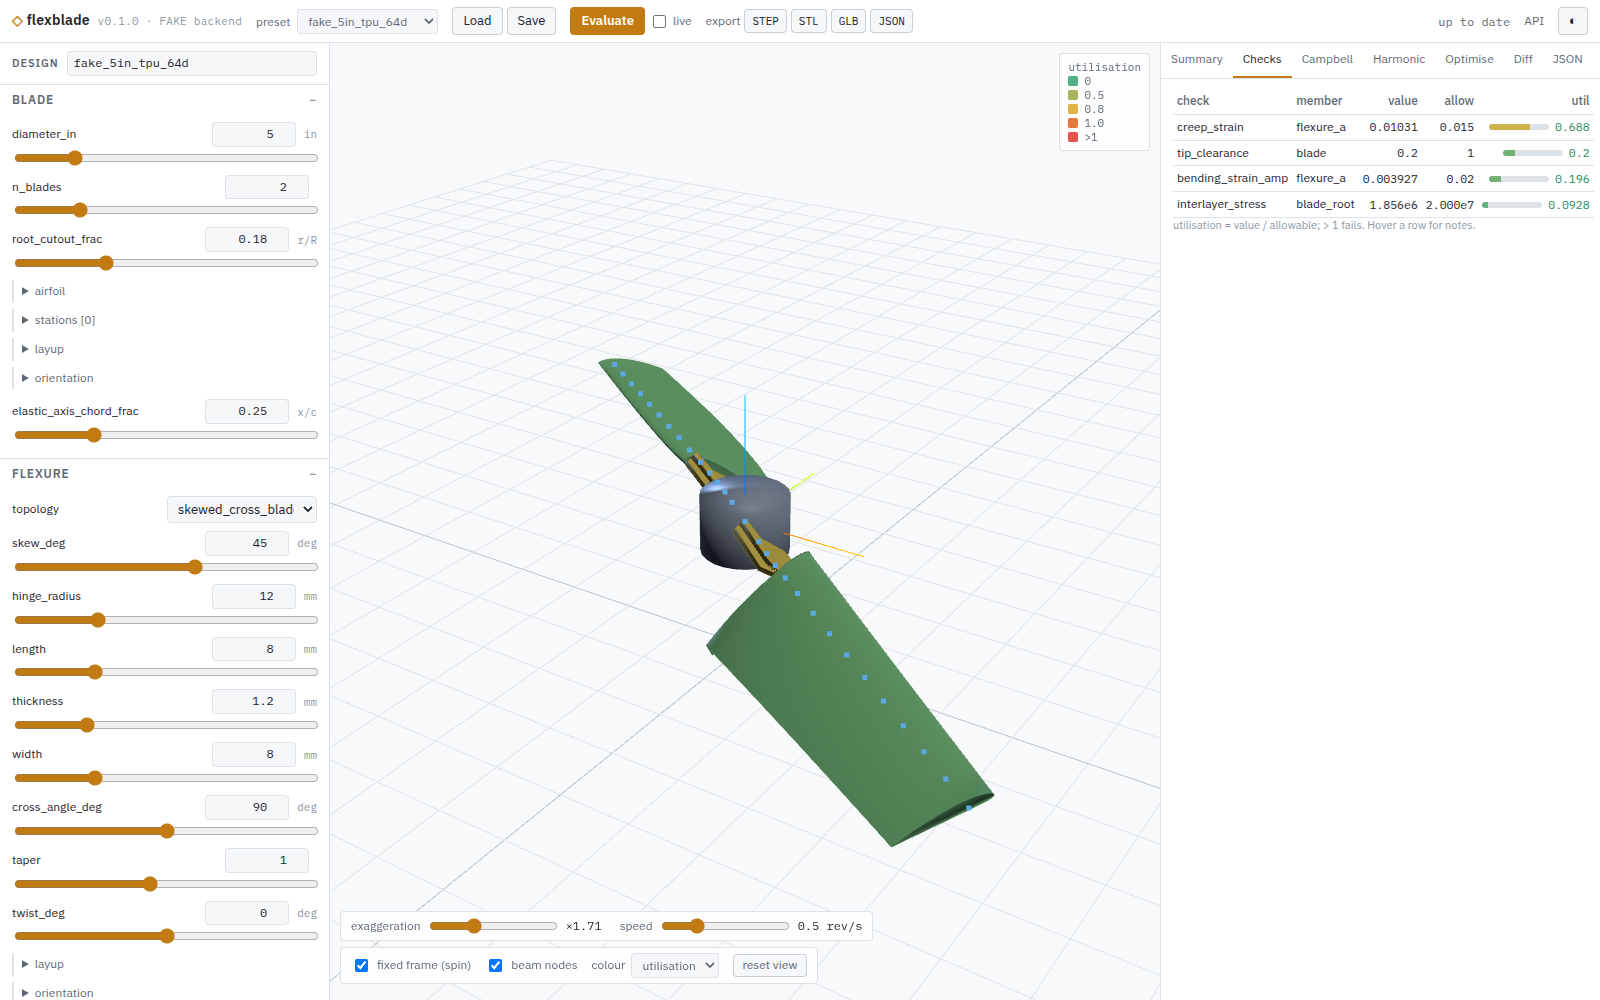 ◇ flexblade v0.1.0 · FAKE backend preset fake_5in_tpu_64d Load Save Evaluate live export STEP STL GLB JSON up to date API
DESIGN fake_5in_tpu_64d
BLADE −
diameter_in 5 in
n_blades 2
root_cutout_frac 0.18 r/R
airfoil
stations [0]
layup
orientation
elastic_axis_chord_frac 0.25 x/c
FLEXURE −
topology skewed_cross_blad
skew_deg 45 deg
hinge_radius 12 mm
length 8 mm
thickness 1.2 mm
width 8 mm
cross_angle_deg 90 deg
taper 1
twist_deg 0 deg
layup
orientation
utilisation
0
0.5
0.8
1.0
>1
exaggeration ×1.71 speed 0.5 rev/s
fixed frame (spin) beam nodes colour utilisation reset view
Summary Checks Campbell Harmonic Optimise Diff JSON
check member value allow util
creep_strain flexure_a 0.01031 0.015 0.688
tip_clearance blade 0.2 1 0.2
bending_strain_amp flexure_a 0.003927 0.02 0.196
interlayer_stress blade_root 1.856e6 2.000e7 0.0928
utilisation = value / allowable; > 1 fails. Hover a row for notes.